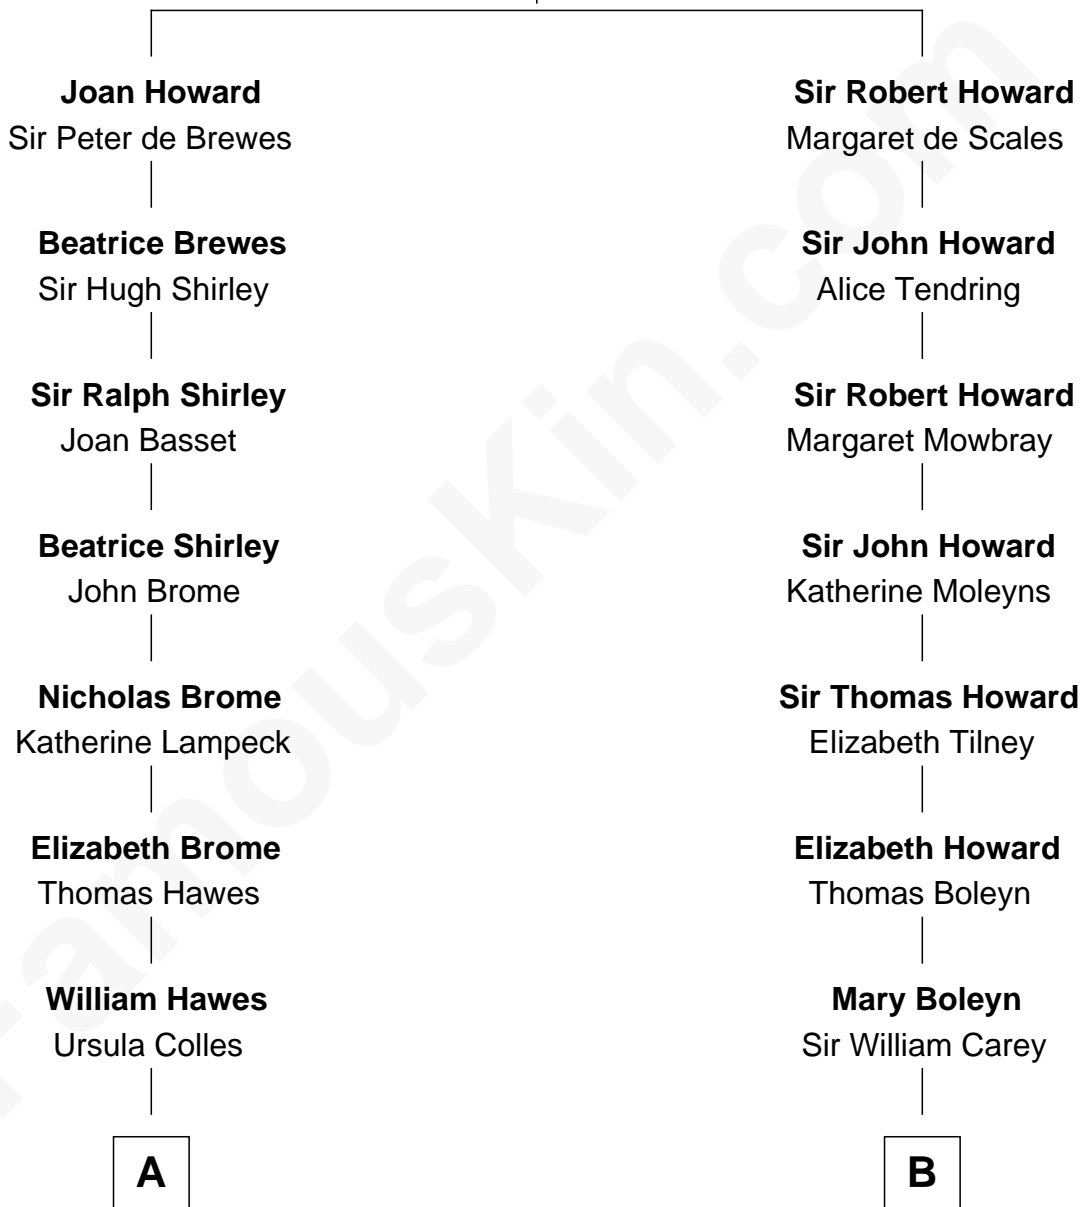 Joan Howard
Sir Peter de Brewes
Beatrice Brewes
Sir Hugh Shirley
Sir Ralph Shirley
Joan Basset
Beatrice Shirley
John Brome
Nicholas Brome
Katherine Lampeck
Elizabeth Brome
Thomas Hawes
William Hawes
Ursula Colles
A
Sir Robert Howard
Margaret de Scales
Sir John Howard
Alice Tendring
Sir Robert Howard
Margaret Mowbray
Sir John Howard
Katherine Moleyns
Sir Thomas Howard
Elizabeth Tilney
Elizabeth Howard
Thomas Boleyn
Mary Boleyn
Sir William Carey
B
FamousKin.com